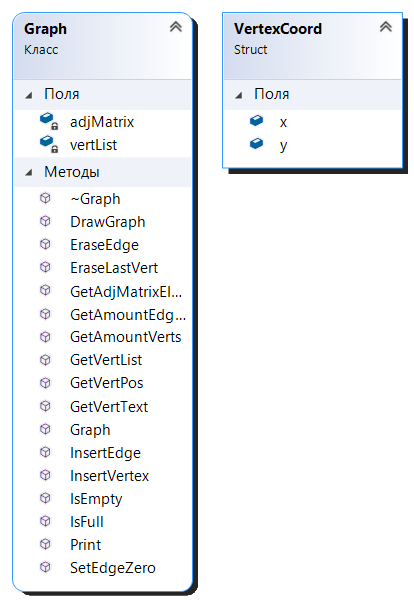 Graph
Класс
Поля
adjMatrix
vertList
Методы
~Graph
DrawGraph
EraseEdge
EraseLastVert
GetAdjMatrixEl...
GetAmountEdg...
GetAmountVerts
GetVertList
GetVertPos
GetVertText
Graph
InsertEdge
InsertVertex
IsEmpty
IsFull
Print
SetEdgeZero
VertexCoord
Struct
Поля
x
y